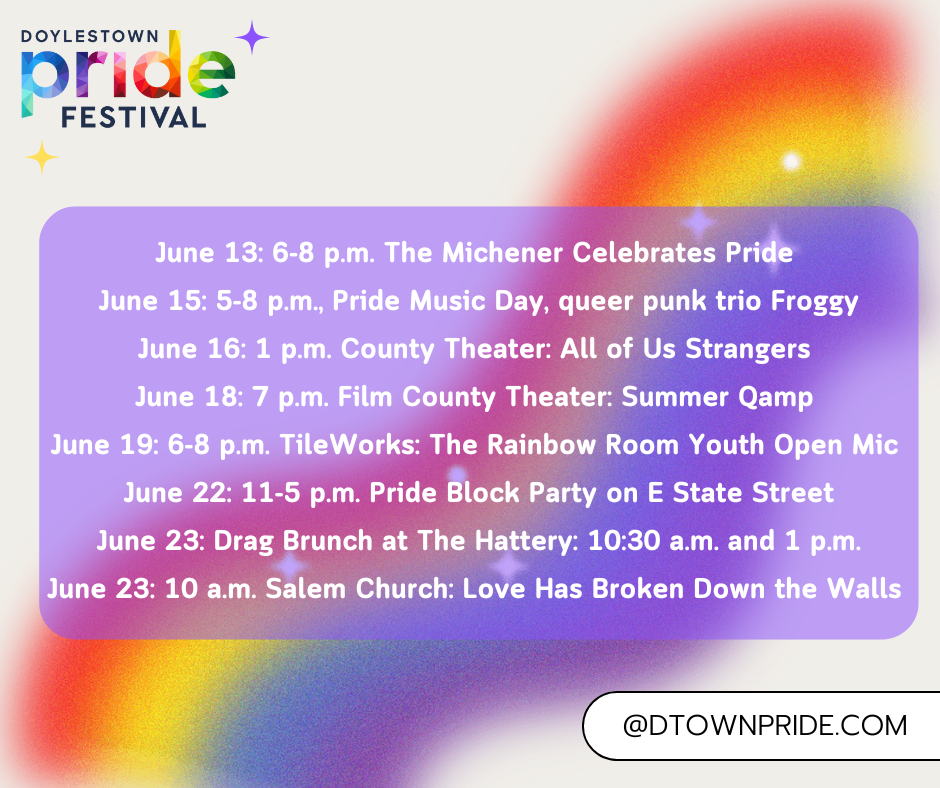 DOYLESTOWN
pride
FESTIVAL
June 13: 6-8 p.m. The Michener Celebrates Pride
June 15: 5-8 p.m., Pride Music Day, queer punk trio Froggy
June 16: 1 p.m. County Theater: All of Us Strangers
June 18: 7 p.m. Film County Theater: Summer Qamp
June 19: 6-8 p.m. TileWorks: The Rainbow Room Youth Open Mic
June 22: 11-5 p.m. Pride Block Party on E State Street
June 23: Drag Brunch at The Hattery: 10:30 a.m. and 1 p.m.
June 23: 10 a.m. Salem Church: Love Has Broken Down the Walls
@DTOWNPRIDE.COM